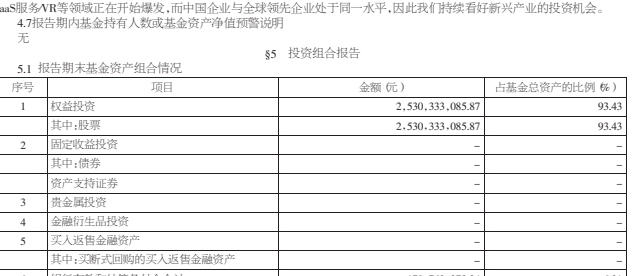 aaS服务/VR等领域正在开始爆发,而中国企业与全球领先企业处于同一水平,因此我们持续看好新兴产业的投资机会。
4.7报告期内基金持有人数或基金资产净值预警说明
无
§5 投资组合报告
5.1 报告期末基金资产组合情况
序号 项目 金额(元) 占基金总资产的比例(%)
1 权益投资 2,530,333,085.87 93.43
其中:股票 2,530,333,085.87 93.43
2 固定收益投资 – –
其中:债券 – –
资产支持证券 – –
3 贵金属投资 – –
4 金融衍生品投资 – –
5 买入返售金融资产 – –
其中:买断式回购的买入返售金融资产 – –